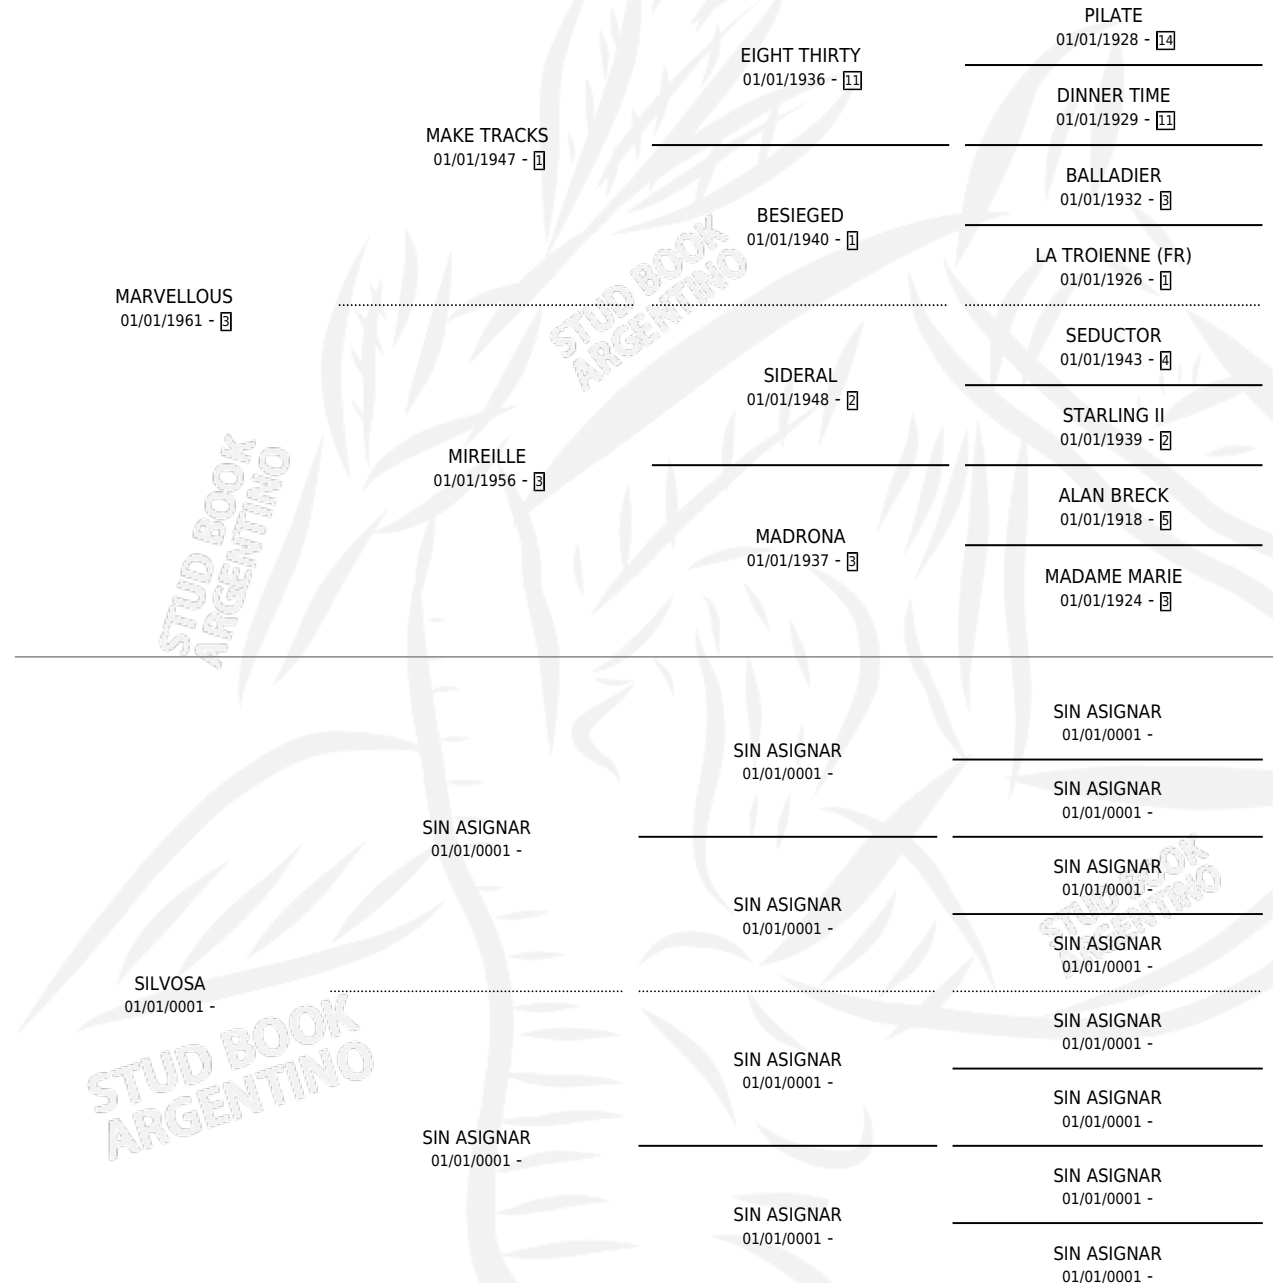 PILATE
01/01/1928 - 14
EIGHT THIRTY
01/01/1936 - 11
DINNER TIME
01/01/1929 - 11
MAKE TRACKS
01/01/1947 - 1
BALLADIER
01/01/1932 - 3
BESIEGED
01/01/1940 - 1
LA TROIENNE (FR)
01/01/1926 - 1
MARVELLOUS
01/01/1961 - 3
SEDUCTOR
01/01/1943 - 4
SIDERAL
01/01/1948 - 2
STARLING II
01/01/1939 - 2
MIREILLE
01/01/1956 - 3
ALAN BRECK
01/01/1918 - 5
MADRONA
01/01/1937 - 3
MADAME MARIE
01/01/1924 - 3
STUD BOOK
ARGENTINO
STUD BOOK
ARGENTINO
SIN ASIGNAR
01/01/0001 -
SIN ASIGNAR
01/01/0001 -
SIN ASIGNAR
01/01/0001 -
SIN ASIGNAR
01/01/0001 -
SIN ASIGNAR
01/01/0001 -
SIN ASIGNAR
01/01/0001 -
SIN ASIGNAR
01/01/0001 -
SILVOSA
01/01/0001 -
SIN ASIGNAR
01/01/0001 -
SIN ASIGNAR
01/01/0001 -
SIN ASIGNAR
01/01/0001 -
SIN ASIGNAR
01/01/0001 -
SIN ASIGNAR
01/01/0001 -
SIN ASIGNAR
01/01/0001 -
SIN ASIGNAR
01/01/0001 -
STUD BOOK
ARGENTINO
STUD BOOK
ARGENTINO